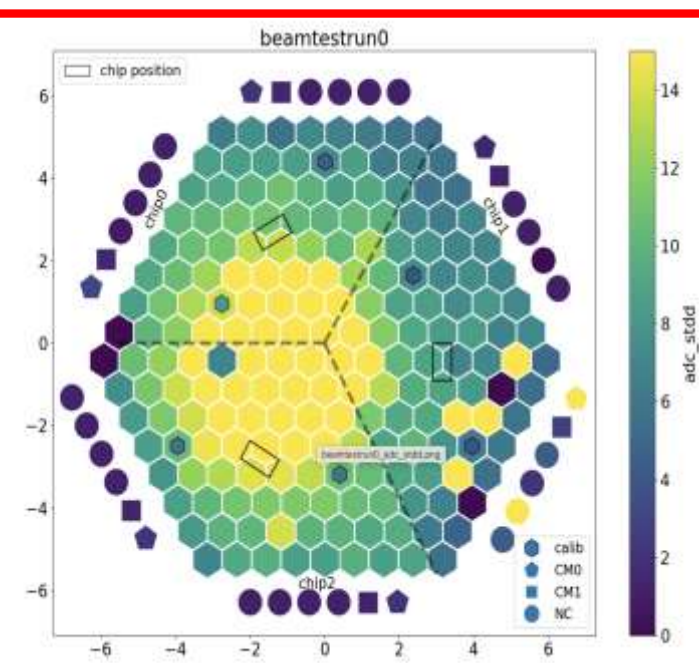 beamtestrun0
chip position
6
4
2
0
−2
−4
−6
−6
−4
−2
0
2
4
6
chip0
chip1
chip2
beamtestrun0_adc_stdd.png
calib
CM0
CM1
NC
14
12
10
8
6
4
2
0
adc_stdd